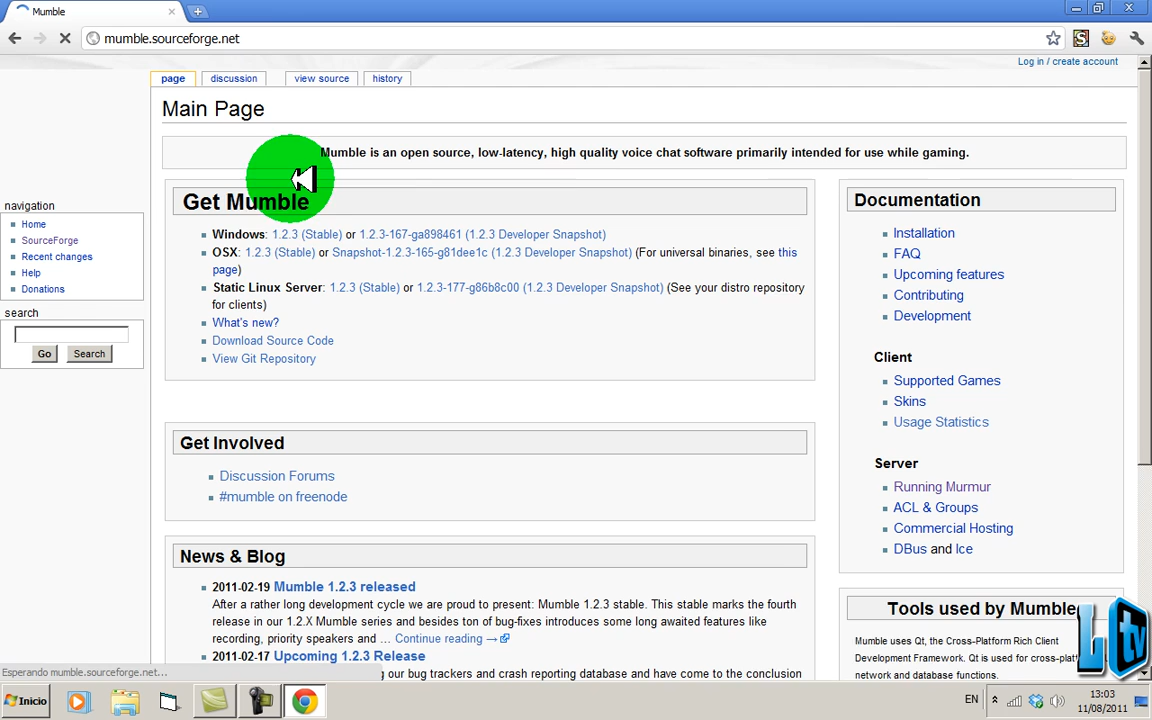 Mumble
mumble.sourceforge.net
Log in / create account
page discussion view source history
Main Page
Mumble is an open source, low-latency, high quality voice chat software primarily intended for use while gaming.
navigation
Home
SourceForge
Recent changes
Help
Donations
search
Go Search
Get Mumble
Windows: 1.2.3 (Stable) or 1.2.3-167-ga898461 (1.2.3 Developer Snapshot)
OSX: 1.2.3 (Stable) or Snapshot-1.2.3-165-g81dee1c (1.2.3 Developer Snapshot) (For universal binaries, see this
page)
Static Linux Server: 1.2.3 (Stable) or 1.2.3-177-g86b8c00 (1.2.3 Developer Snapshot) (See your distro repository
for clients)
What's new?
Download Source Code
View Git Repository
Get Involved
Discussion Forums
#mumble on freenode
News & Blog
2011-02-19 Mumble 1.2.3 released
After a rather long development cycle we are proud to present: Mumble 1.2.3 stable. This stable marks the fourth
release in our 1.2.X Mumble series and besides ton of bug-fixes introduces some long awaited features like
recording, priority speakers and ... Continue reading →
2011-02-17 Upcoming 1.2.3 Release
g our bug trackers and crash reporting database and have come to the conclusion
Documentation
Installation
FAQ
Upcoming features
Contributing
Development
Client
Supported Games
Skins
Usage Statistics
Server
Running Murmur
ACL & Groups
Commercial Hosting
DBus and Ice
Tools used by Mumble
Mumble uses Qt, the Cross-Platform Rich Client
Development Framework. Qt is used for cross-platf
network and database functions.
Ltv
Esperando mumble.sourceforge.net...
Inicio
EN
13:03
11/08/2011